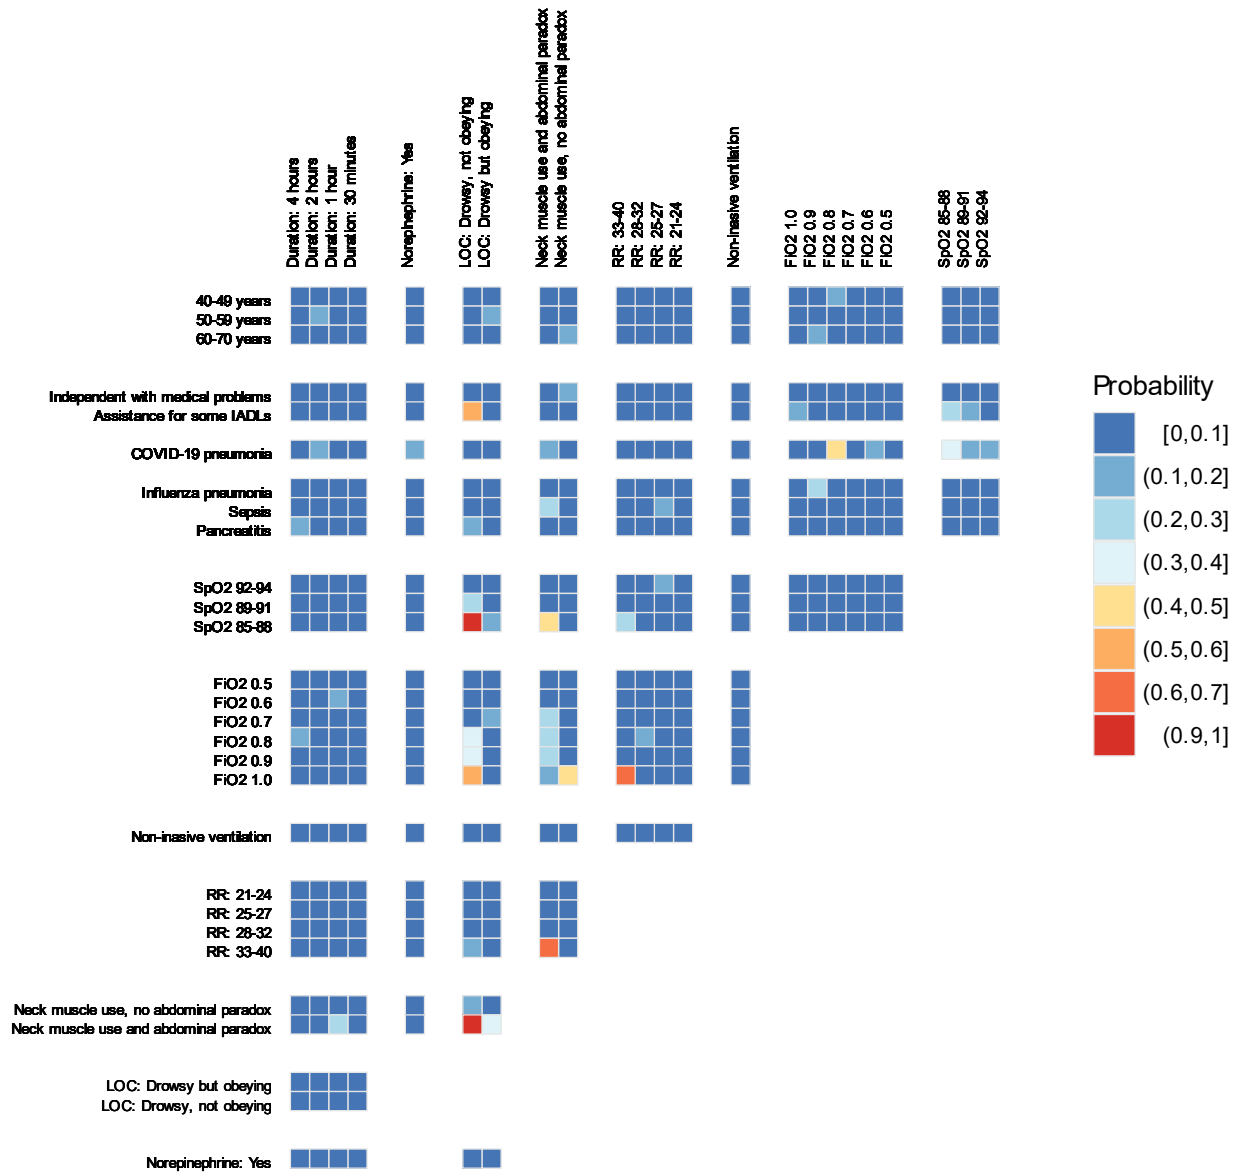 Duration: 4 hours
Duration: 2 hours
Duration: 1 hour
Duration: 30 minutes
Norepinephrine: Yes
LOC: Drowsy, not obeying
LOC: Drowsy but obeying
Neck muscle use and abdominal paradox
Neck muscle use, no abdominal paradox
RR: 33-40
RR: 28-32
RR: 25-27
RR: 21-24
Non-inasive ventilation
FiO2 1.0
FiO2 0.9
FiO2 0.8
FiO2 0.7
FiO2 0.6
FiO2 0.5
SpO2 85-88
SpO2 89-91
SpO2 92-94
40-49 years
50-59 years
60-70 years
Independent with medical problems
Assistance for some IADLs
COVID-19 pneumonia
Influenza pneumonia
Sepsis
Pancreatitis
SpO2 92-94
SpO2 89-91
SpO2 85-88
FiO2 0.5
FiO2 0.6
FiO2 0.7
FiO2 0.8
FiO2 0.9
FiO2 1.0
Non-inasive ventilation
RR: 21-24
RR: 25-27
RR: 28-32
RR: 33-40
Neck muscle use, no abdominal paradox
Neck muscle use and abdominal paradox
LOC: Drowsy but obeying
LOC: Drowsy, not obeying
Norepinephrine: Yes
Probability
[0,0.1]
(0.1,0.2]
(0.2,0.3]
(0.3,0.4]
(0.4,0.5]
(0.5,0.6]
(0.6,0.7]
(0.9,1]